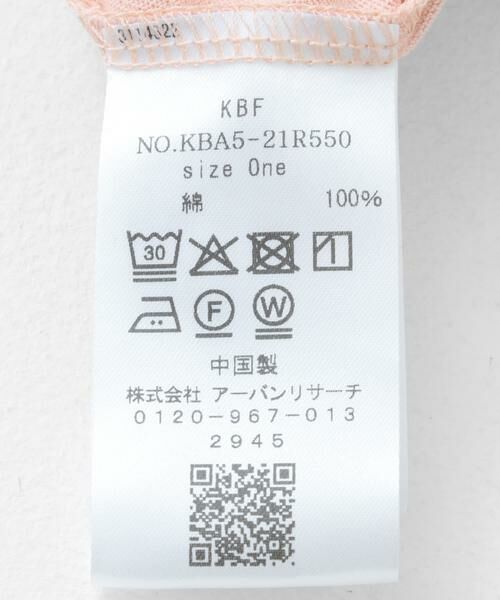 3114322
KBF
NO.KBA5-21R550
size One
綿 100%
30
F W
中国製
株式会社 アーバンリサーチ
0120-967-013
2945